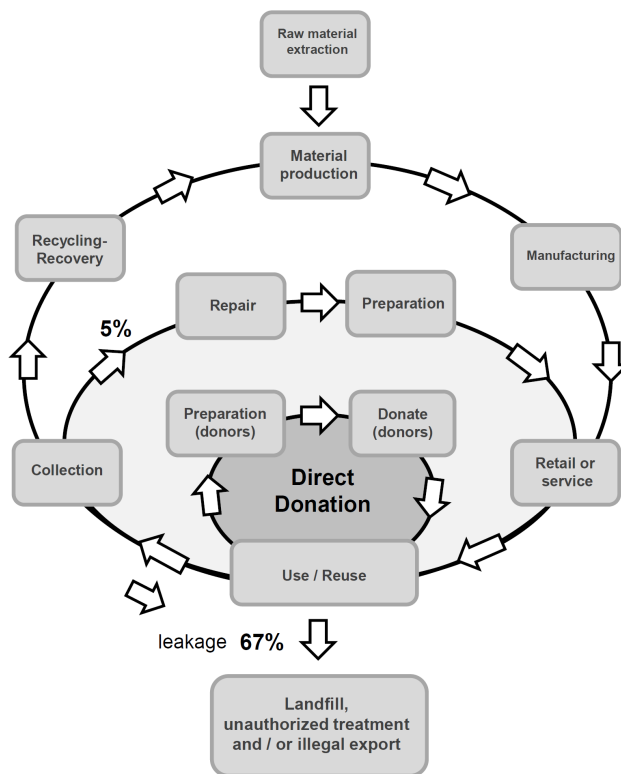 Raw material
extraction
Material
production
Recycling-
Recovery
Manufacturing
Repair
Preparation
5%
Preparation
(donors)
Donate
(donors)
Collection
Direct
Donation
Retail or
service
Use / Reuse
leakage 67%
Landfill,
unauthorized treatment
and / or illegal export